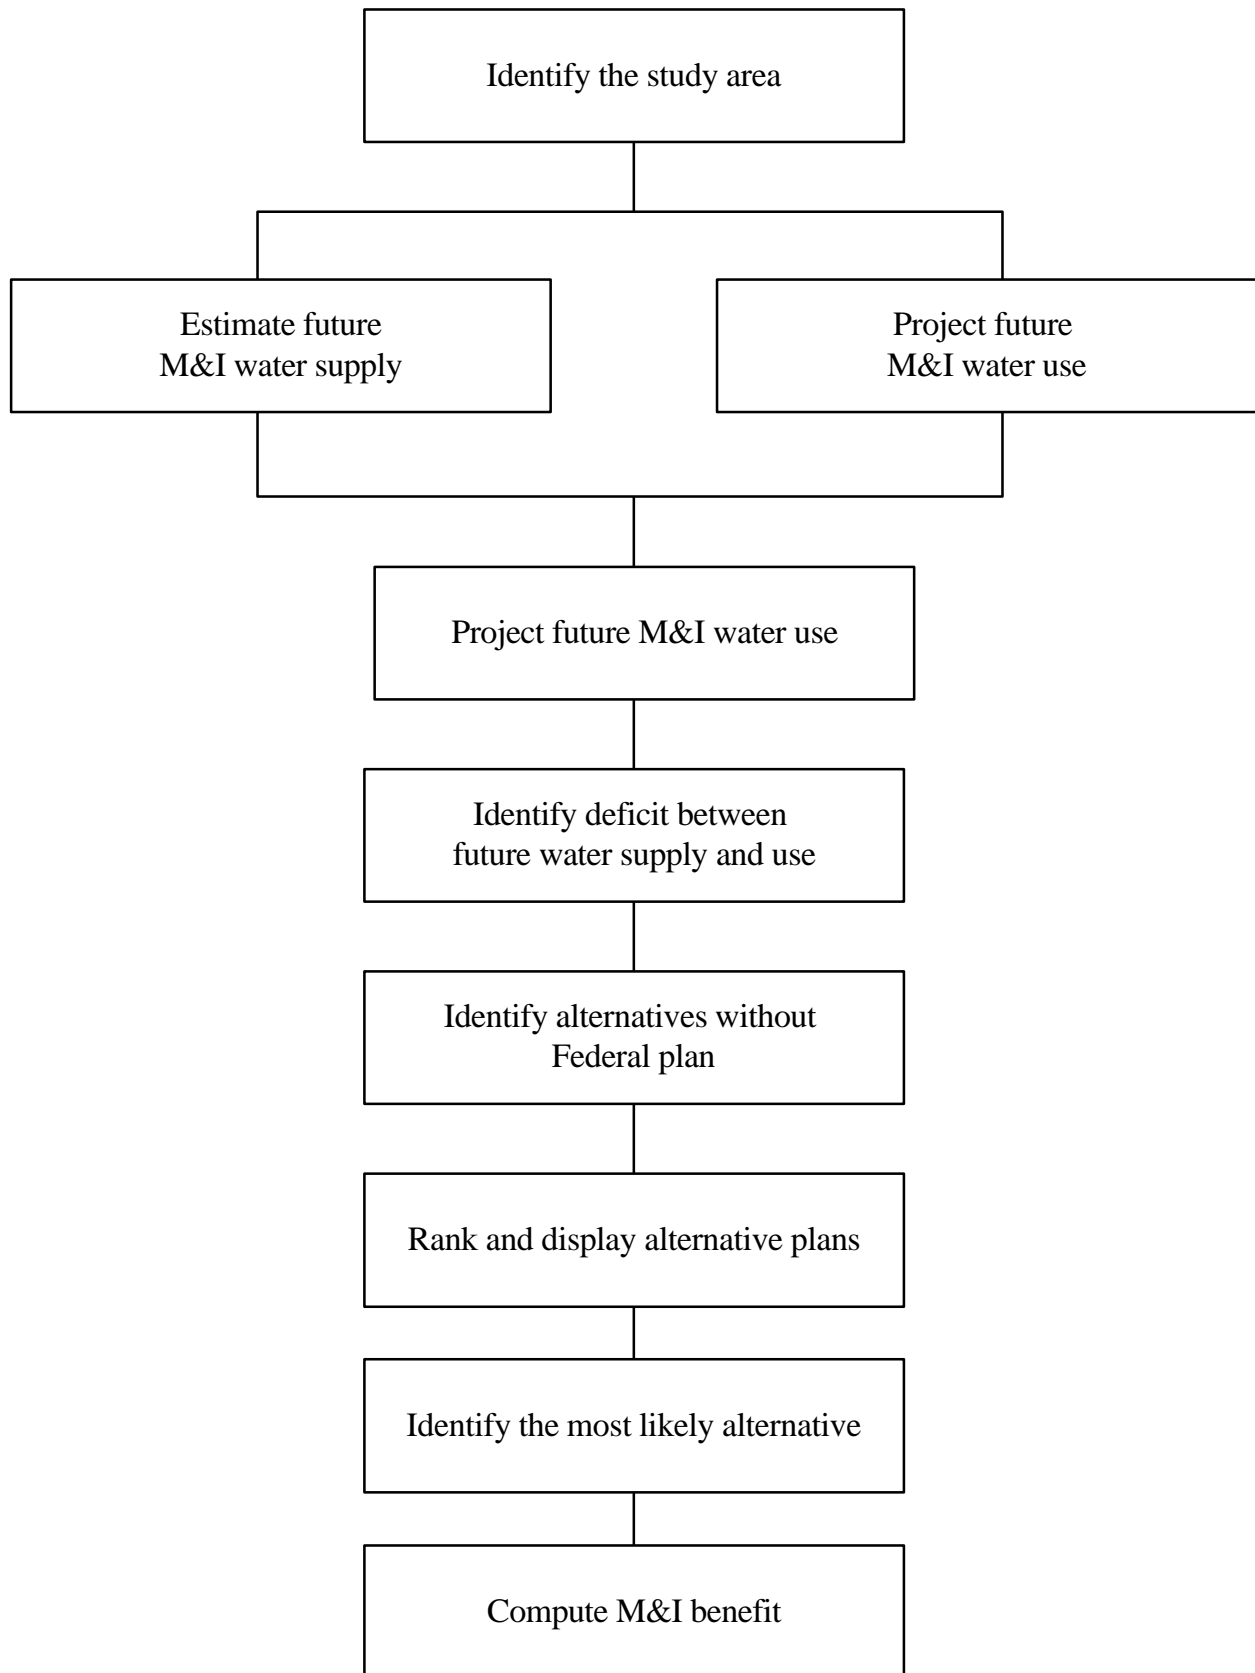 Identify the study area
Estimate future
M&I water supply
Project future
M&I water use
Project future M&I water use
Identify deficit between
future water supply and use
Identify alternatives without
Federal plan
Rank and display alternative plans
Identify the most likely alternative
Compute M&I benefit